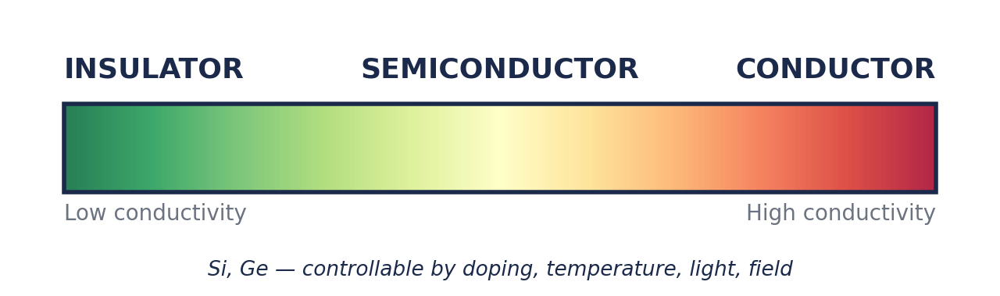 INSULATOR SEMICONDUCTOR CONDUCTOR
Low conductivity High conductivity
Si, Ge — controllable by doping, temperature, light, field